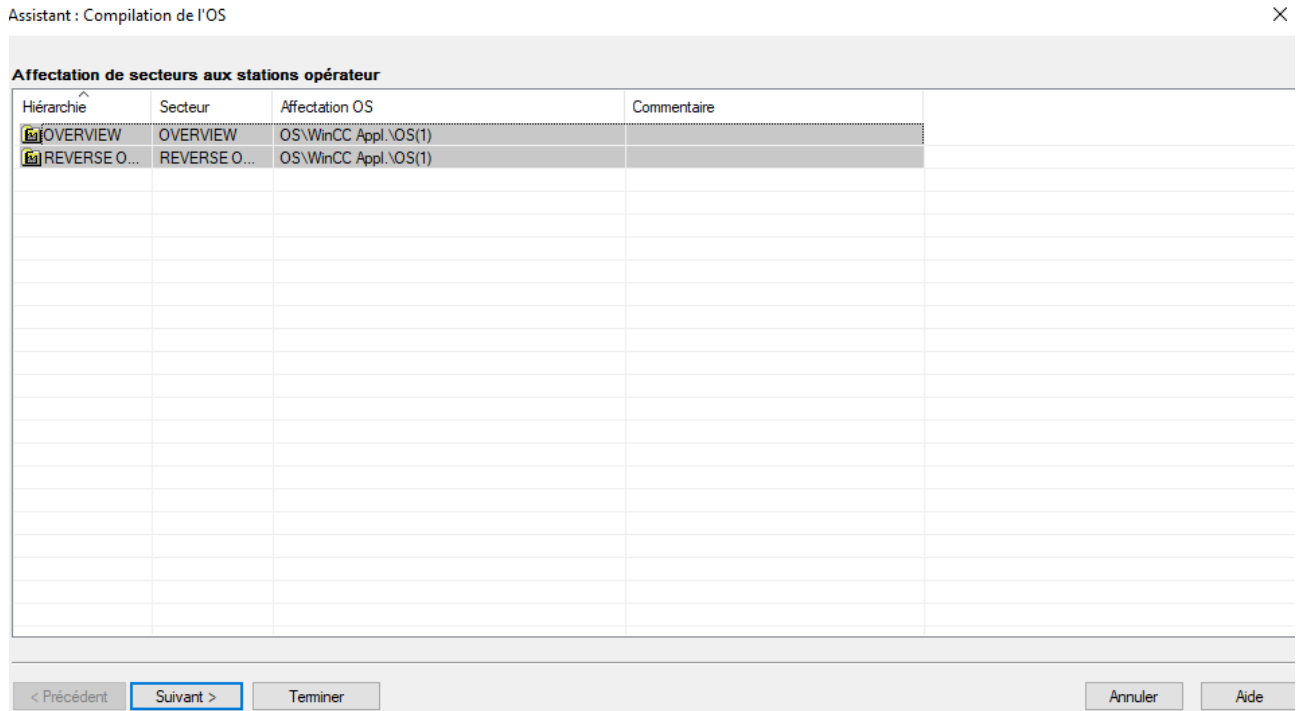 Assistant : Compilation de l'OS
Affectation de secteurs aux stations opérateur
Hiérarchie Secteur Affectation OS Commentaire
OVERVIEW OVERVIEW OS\WinCC Appl.\OS(1)
REVERSE O... REVERSE O... OS\WinCC Appl.\OS(1)
< Précédent Suivant > Terminer Annuler Aide